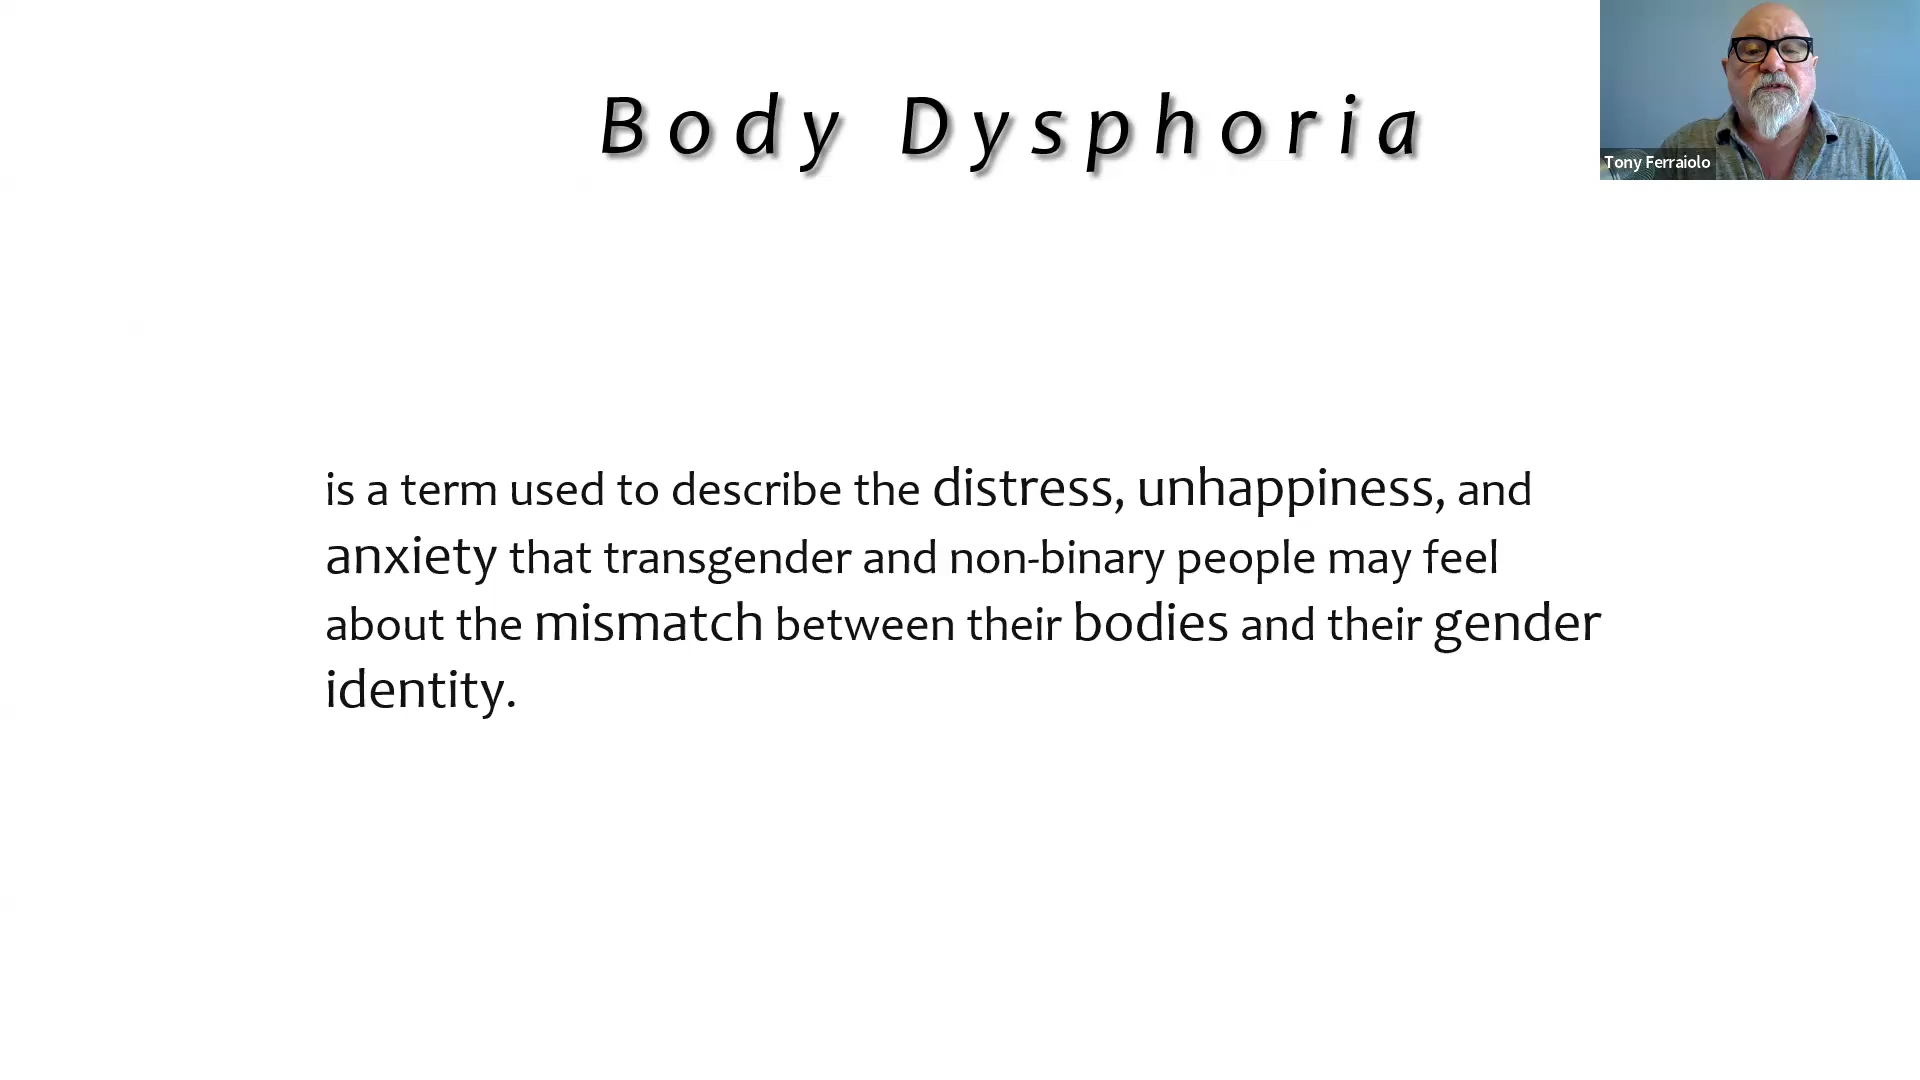 Body Dysphoria
Tony Ferraiolo
is a term used to describe the distress, unhappiness, and
anxiety that transgender and non-binary people may feel
about the mismatch between their bodies and their gender
identity.